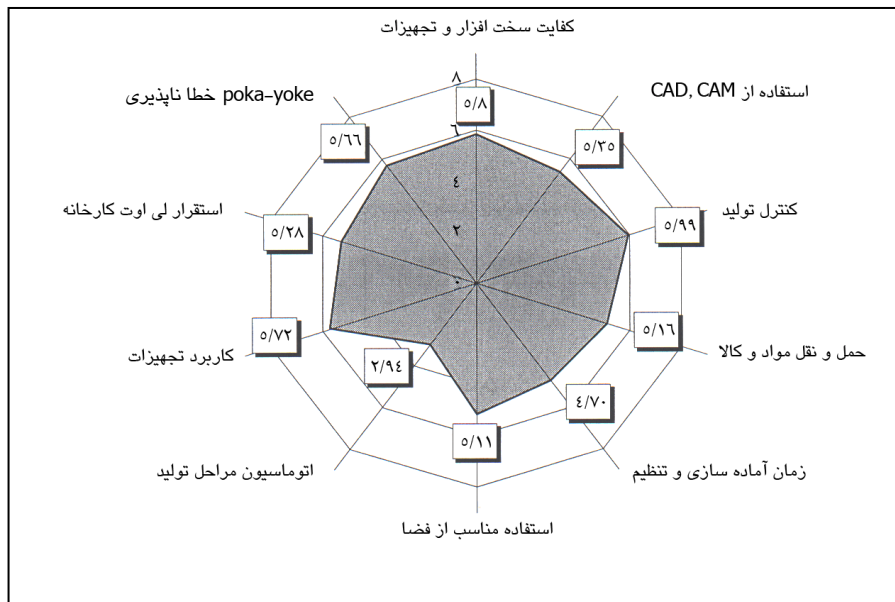 کفایت سخت افزار و تجهیزات
۵/۸
استفاده از CAD, CAM
۵/۳۵
کنترل تولید
۵/۹۹
حمل و نقل مواد و کالا
۵/۱۶
زمان آماده سازی و تنظیم
٤/۷۰
استفاده مناسب از فضا
۵/۱۱
اتوماسیون مراحل تولید
۲/۹٤
کاربرد تجهیزات
۵/۷۲
استقرار لی اوت کارخانه
۵/۲۸
poka-yoke خطا ناپذیری
۵/۶۶
۸
۶
٤
۲
۰